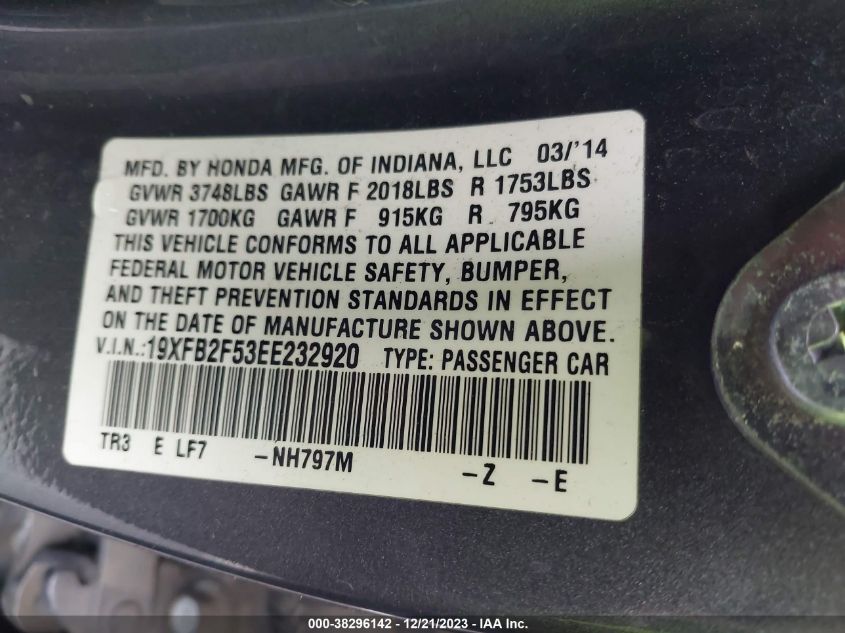 MFD. BY HONDA MFG. OF INDIANA, LLC 03/'14
GVWR 3748LBS GAWR F 2018LBS R 1753LBS
GVWR 1700KG GAWR F 915KG R 795KG
THIS VEHICLE CONFORMS TO ALL APPLICABLE
FEDERAL MOTOR VEHICLE SAFETY, BUMPER,
AND THEFT PREVENTION STANDARDS IN EFFECT
ON THE DATE OF MANUFACTURE SHOWN ABOVE.
V.I.N.:19XFB2F53EE232920 TYPE: PASSENGER CAR
TR3 E LF7 -NH797M -Z -E
000-38296142 - 12/21/2023 - Copyright © 2023 IAA, Inc.